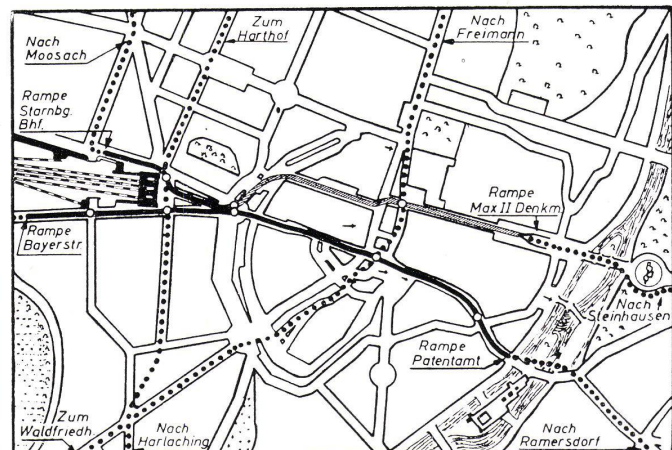 Nach
Moosach
Zum
Harthof
Nach
Freimann
Rampe
Starnbg.
Bhf.
Rampe
Max II Denkm.
Rampe
Bayerstr.
Nach
Steinhausen
Rampe
Patentamt
Zum
Waldfriedh.
Nach
Harlaching
Nach
Ramersdorf